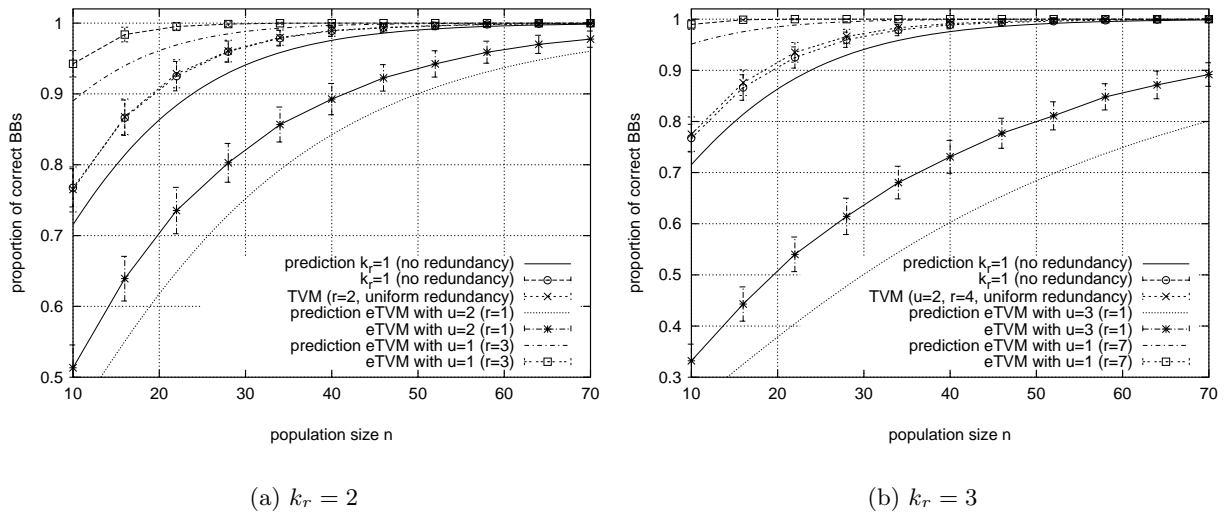 1
0.9
0.8
0.7
0.6
0.5
10 20 30 40 50 60 70
proportion of correct BBs
population size n
prediction k_r=1 (no redundancy)
k_r=1 (no redundancy)
TVM (r=2, uniform redundancy)
prediction eTVM with u=2 (r=1)
eTVM with u=2 (r=1)
prediction eTVM with u=1 (r=3)
eTVM with u=1 (r=3)
(a) k_r = 2
1
0.9
0.8
0.7
0.6
0.5
0.4
0.3
10 20 30 40 50 60 70
proportion of correct BBs
population size n
prediction k_r=1 (no redundancy)
k_r=1 (no redundancy)
TVM (u=2, r=4, uniform redundancy)
prediction eTVM with u=3 (r=1)
eTVM with u=3 (r=1)
prediction eTVM with u=1 (r=7)
eTVM with u=1 (r=7)
(b) k_r = 3